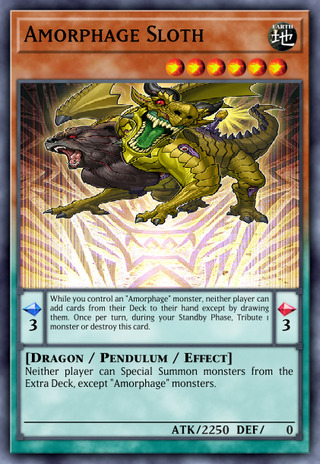 AMORPHAGE SLOTH
EARTH
地
While you control an "Amorphage" monster, neither player can
add cards from their Deck to their hand except by drawing
them. Once per turn, during your Standby Phase, Tribute 1
monster or destroy this card.
3
3
[DRAGON / PENDULUM / EFFECT]
Neither player can Special Summon monsters from the
Extra Deck, except "Amorphage" monsters.
ATK/2250 DEF/ 0